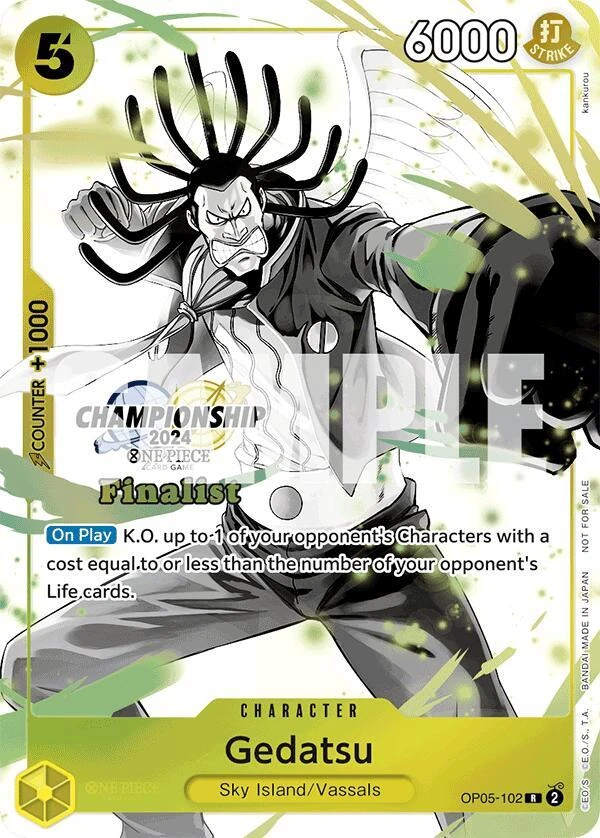 5
6000
打
STRIKE
kankurou
COUNTER +1000
SAMPLE
CHAMPIONSHIP
2024
ONE PIECE
CARD GAME
Finalist
On Play K.O. up to 1 of your opponent's Characters with a
cost equal to or less than the number of your opponent's
Life cards.
CHARACTER
Gedatsu
Sky Island/Vassals
ONE PIECE
OP05-102 R 2
©E.O./S ©E.O./S., T.A. BANDAI MADE IN JAPAN NOT FOR SALE